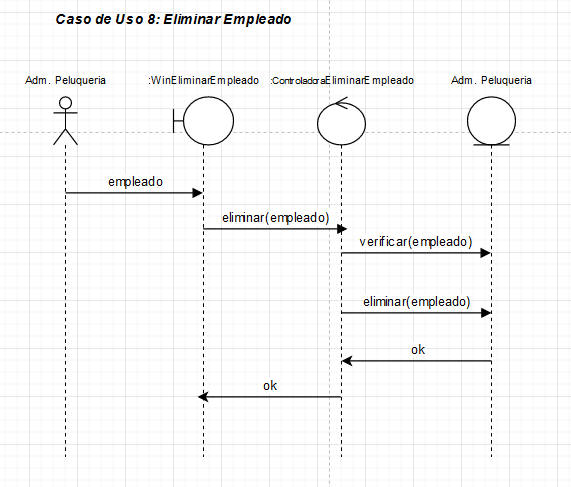 Caso de Uso 8: Eliminar Empleado
Adm. Peluqueria
:WinEliminarEmpleado
:ControladoraEliminarEmpleado
Adm. Peluqueria
empleado
eliminar(empleado)
verificar(empleado)
eliminar(empleado)
ok
ok